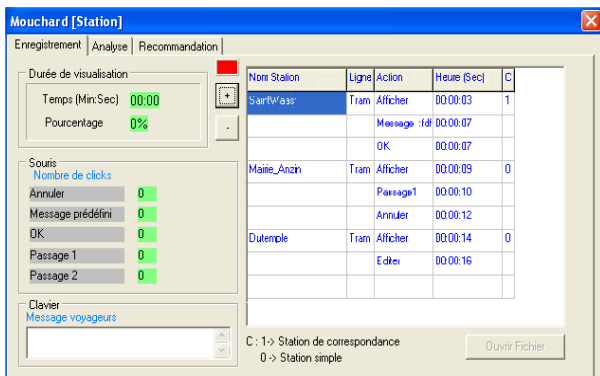 Mouchard [Station]
Enregistrement Analyse Recommandation
Durée de visualisation
Temps (Min:Sec) 00:00
Pourcentage 0%
+
-
Souris
Nombre de clicks
Annuler 0
Message prédéfini 0
OK 0
Passage 1 0
Passage 2 0
Clavier
Message voyageurs
Nom Station Ligne Action Heure (Sec) C
Tram Afficher 00:00:03 1
Message :fdf 00:00:07
OK 00:00:07
Mairie_Anzin Tram Afficher 00:00:09 0
Passage1 00:00:10
Annuler 00:00:12
Dutemple Tram Afficher 00:00:14 0
Editer 00:00:16
C : 1-> Station de correspondance
0 -> Station simple
Ouvrir Fichier